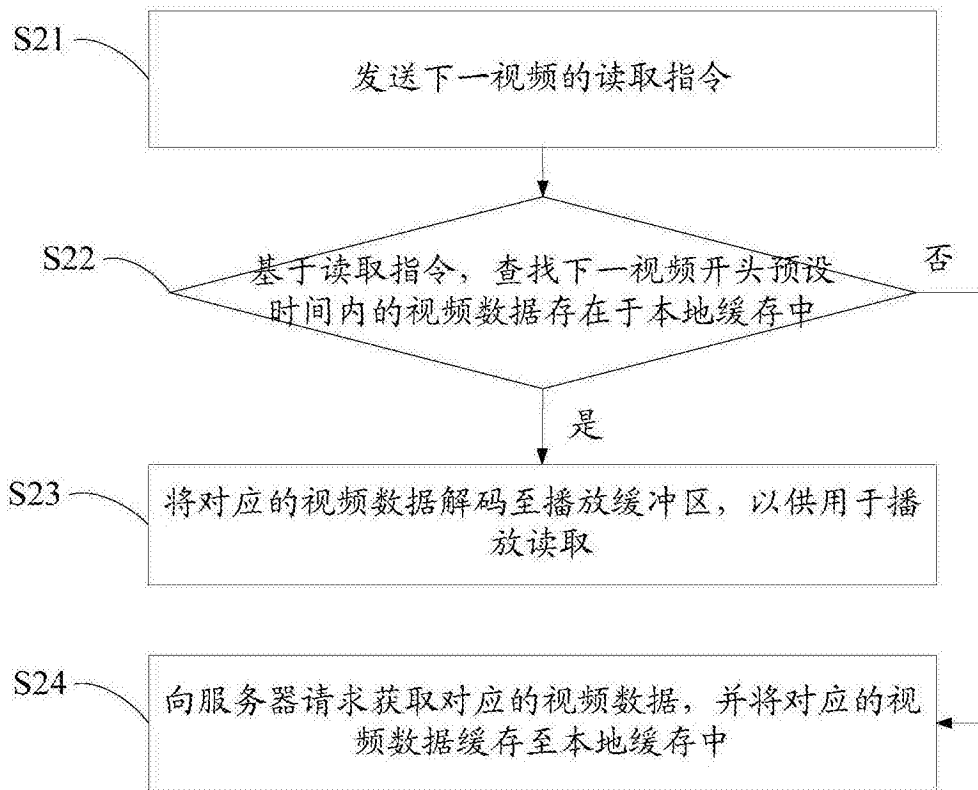 S21
发送下一视频的读取指令
S22
基于读取指令，查找下一视频开头预设
时间内的视频数据存在于本地缓存中
否
是
S23
将对应的视频数据解码至播放缓冲区，以供用于播
放读取
S24
向服务器请求获取对应的视频数据，并将对应的视
频数据缓存至本地缓存中